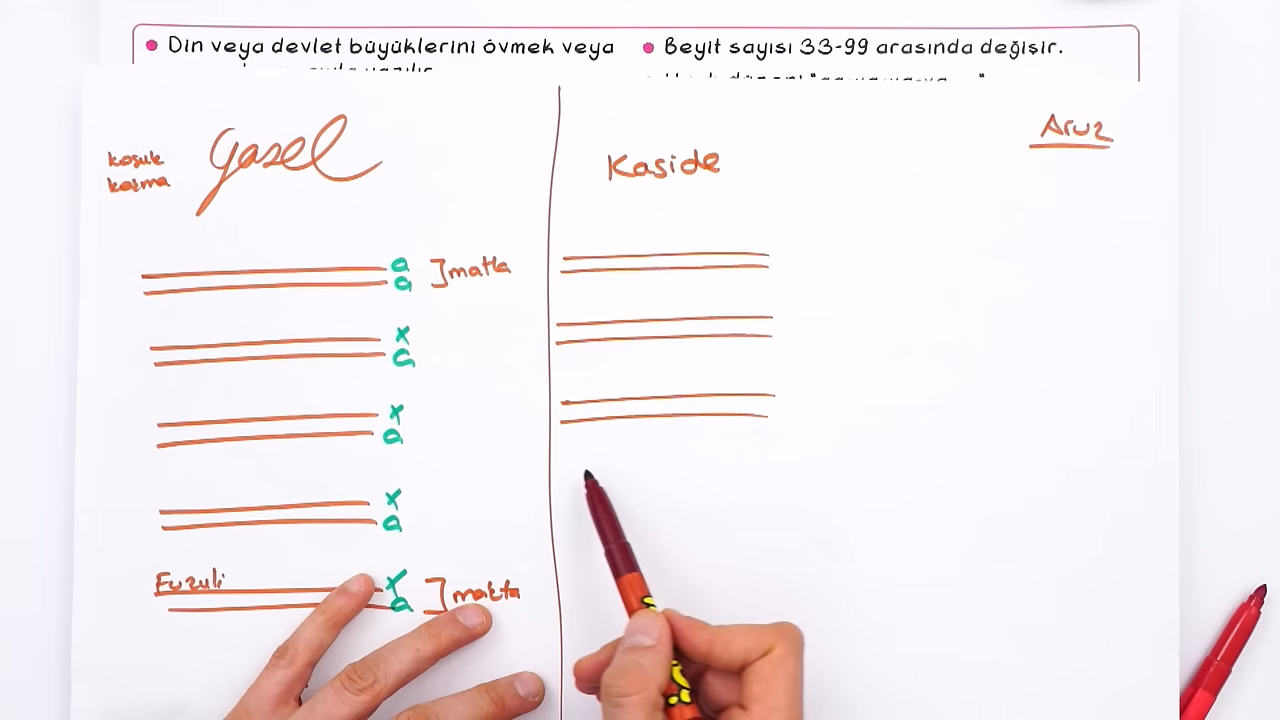 Din veya devlet büyüklerini övmek veya
Beyit sayısı 33-99 arasında değişir.
Aruz
koşuk
koşma
Gazel
Kaside
a
a
matla
x
a
x
a
x
a
Fuzuli
x
a
makta